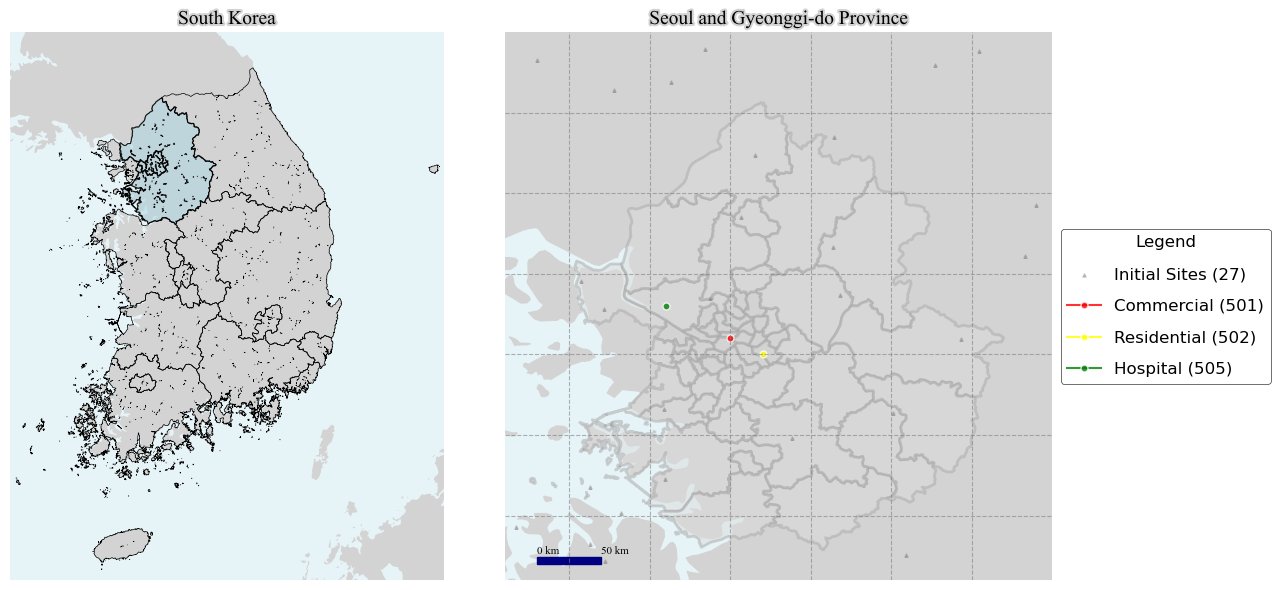 South Korea
Seoul and Gyeonggi-do Province
Legend
Initial Sites (27)
Commercial (501)
Residential (502)
Hospital (505)
0 km 50 km